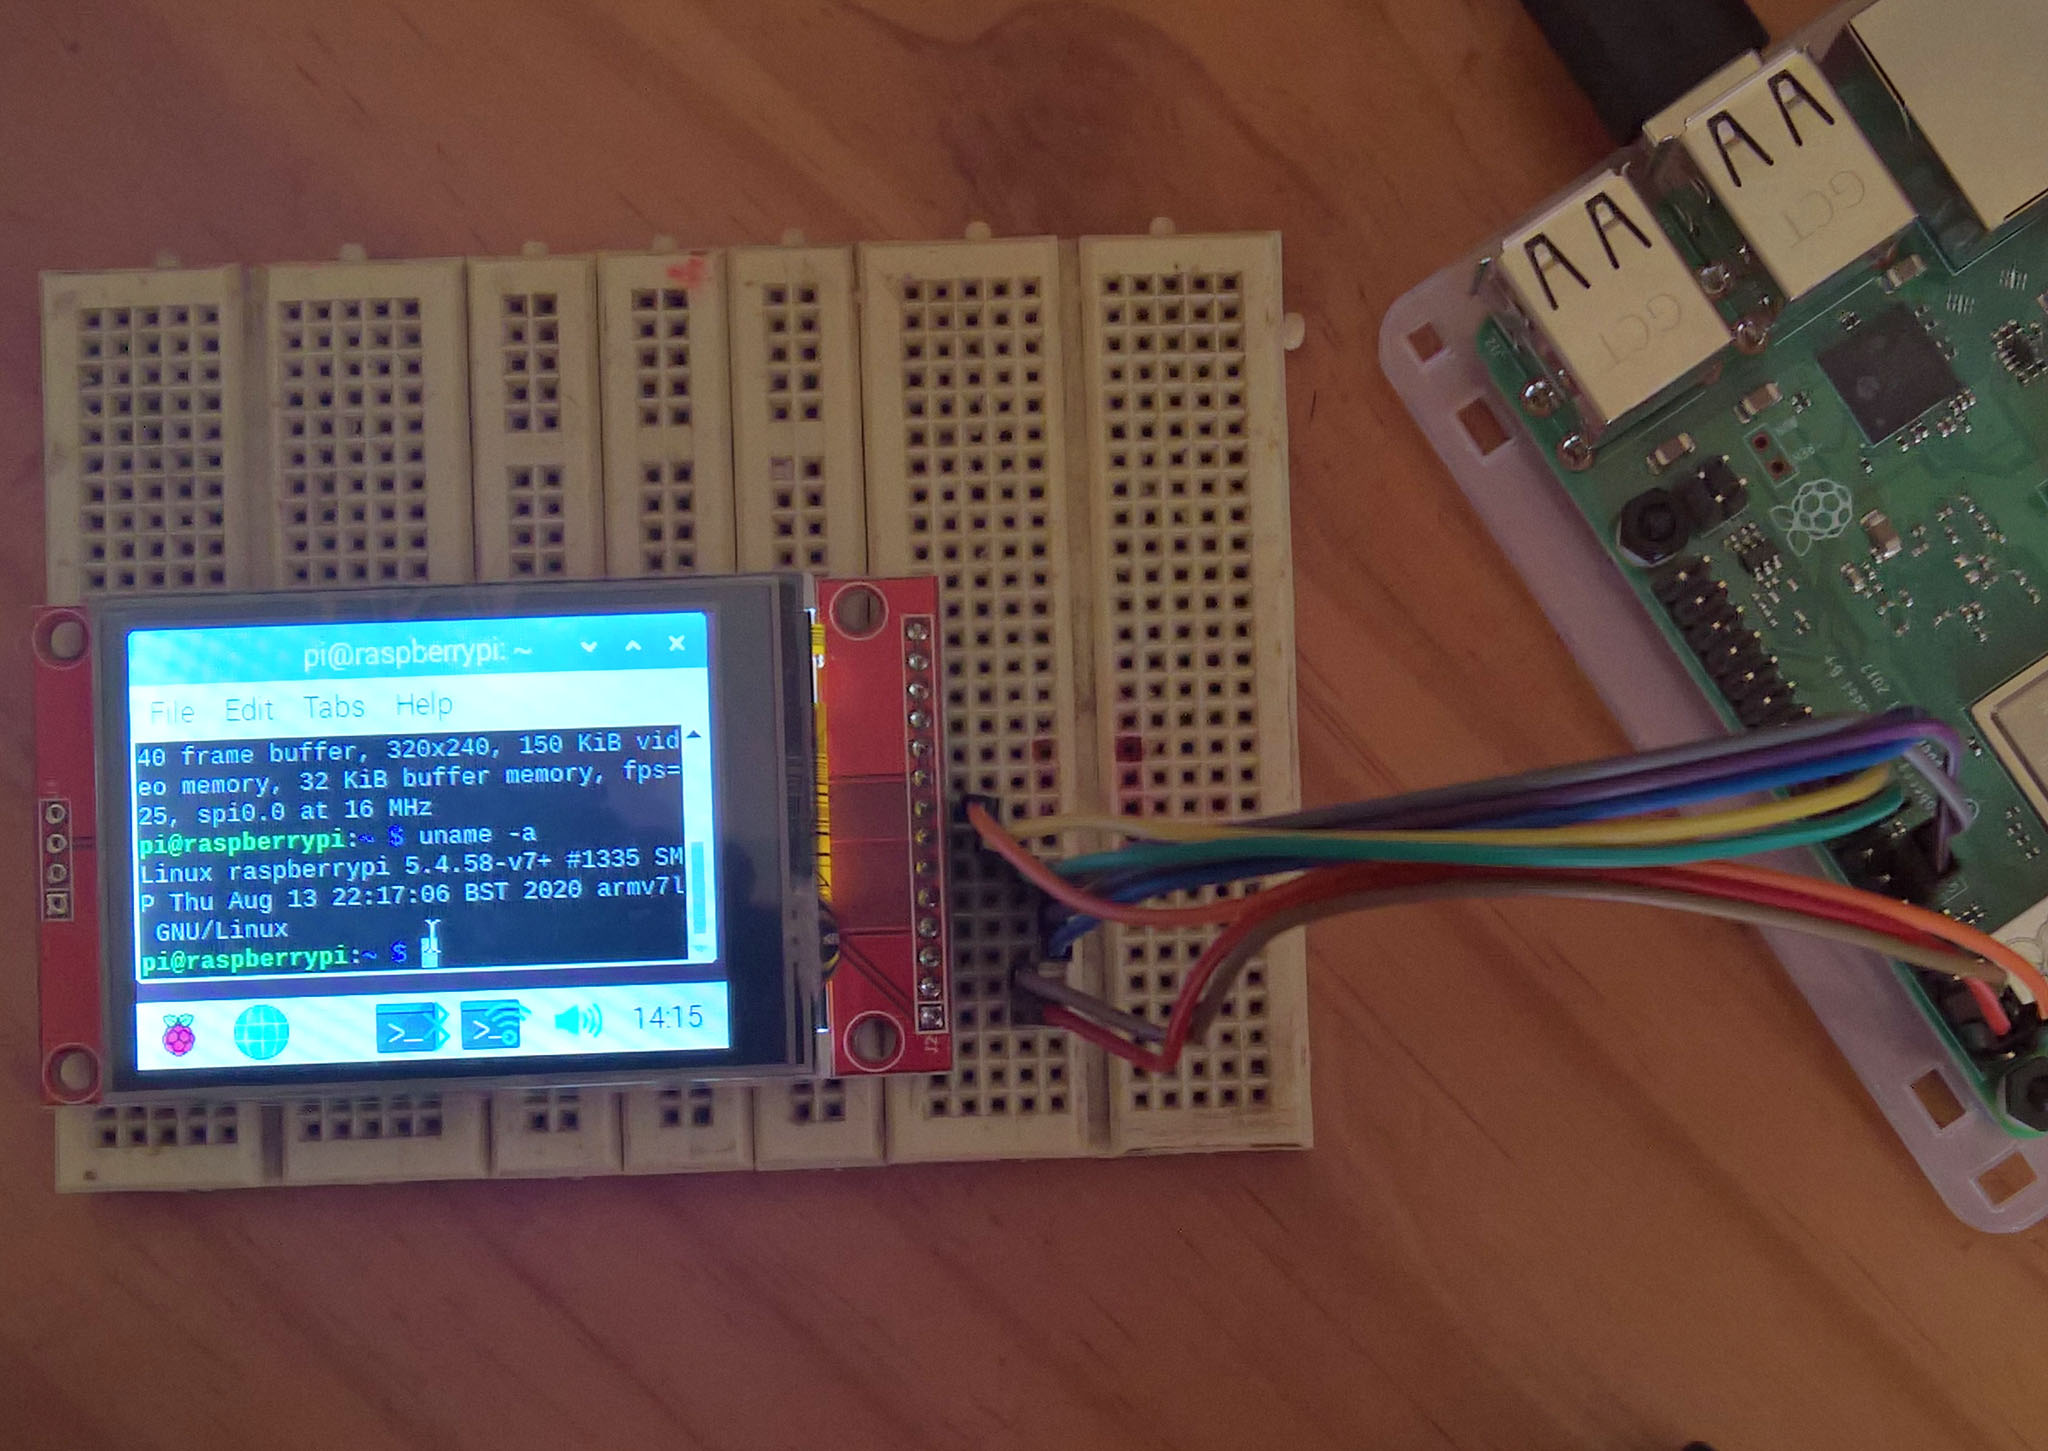 A A
A A
GCT
GCT
pi@raspberrypi: ~
File Edit Tabs Help
40 frame buffer, 320x240, 150 KiB vid
eo memory, 32 KiB buffer memory, fps=
25, spi0.0 at 16 MHz
pi@raspberrypi:~ $ uname -a
Linux raspberrypi 5.4.58-v7+ #1335 SM
P Thu Aug 13 22:17:06 BST 2020 armv7l
GNU/Linux
pi@raspberrypi:~ $
>_ >_ 14:15
J2